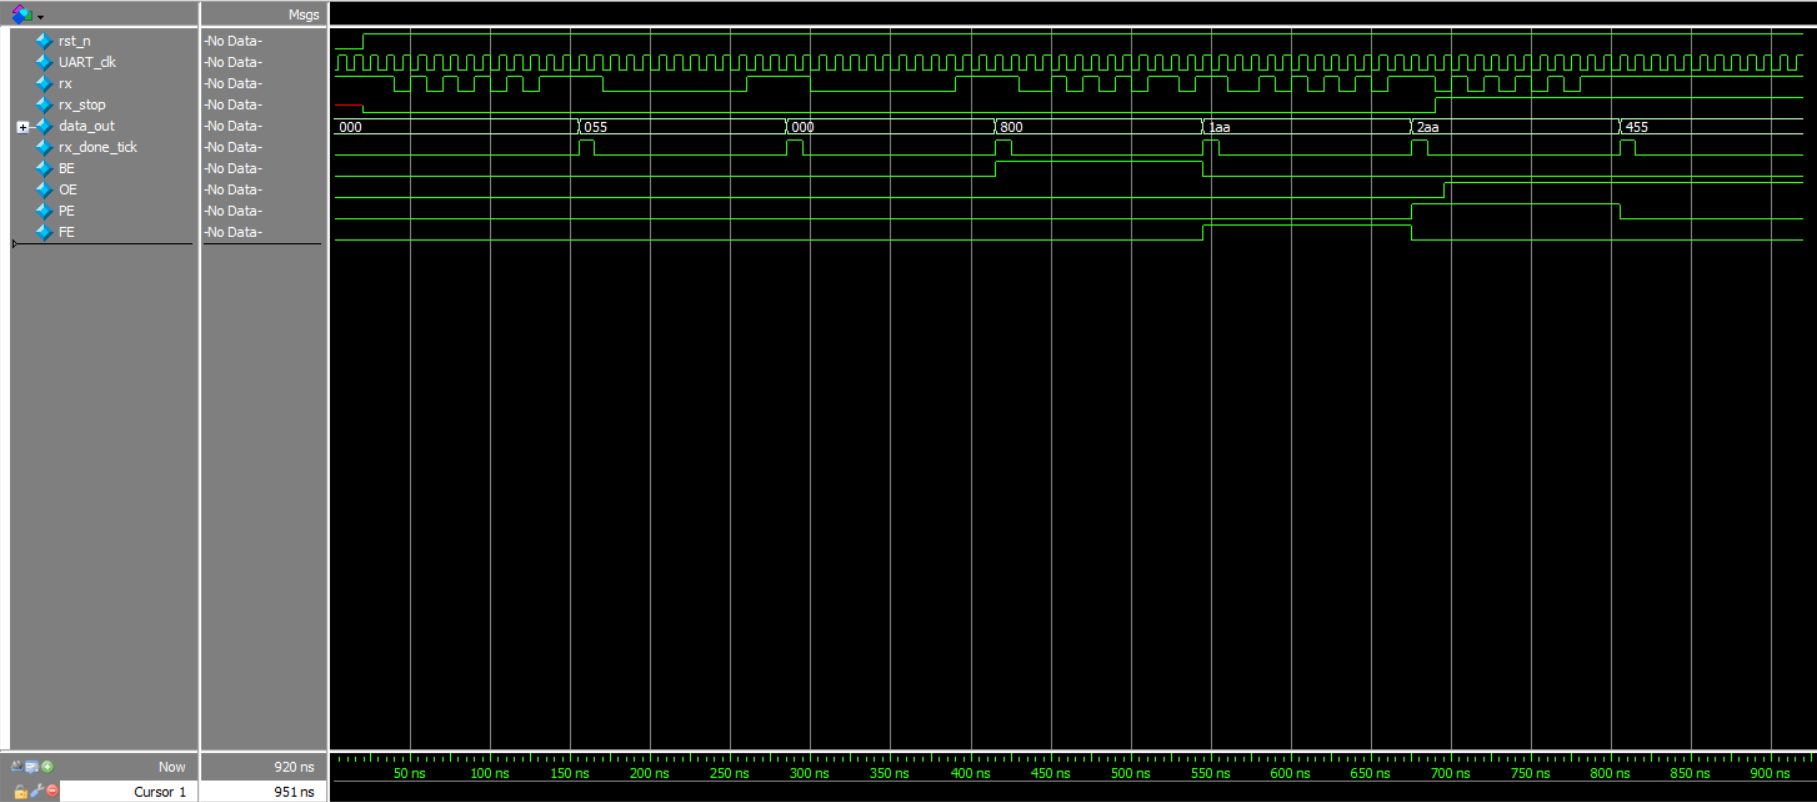 Msgs
rst_n -No Data-
UART_clk -No Data-
rx -No Data-
rx_stop -No Data-
data_out -No Data- 000 055 000 800 1aa 2aa 455
rx_done_tick -No Data-
BE -No Data-
OE -No Data-
PE -No Data-
FE -No Data-
Now 920 ns 50 ns 100 ns 150 ns 200 ns 250 ns 300 ns 350 ns 400 ns 450 ns 500 ns 550 ns 600 ns 650 ns 700 ns 750 ns 800 ns 850 ns 900 ns
Cursor 1 951 ns